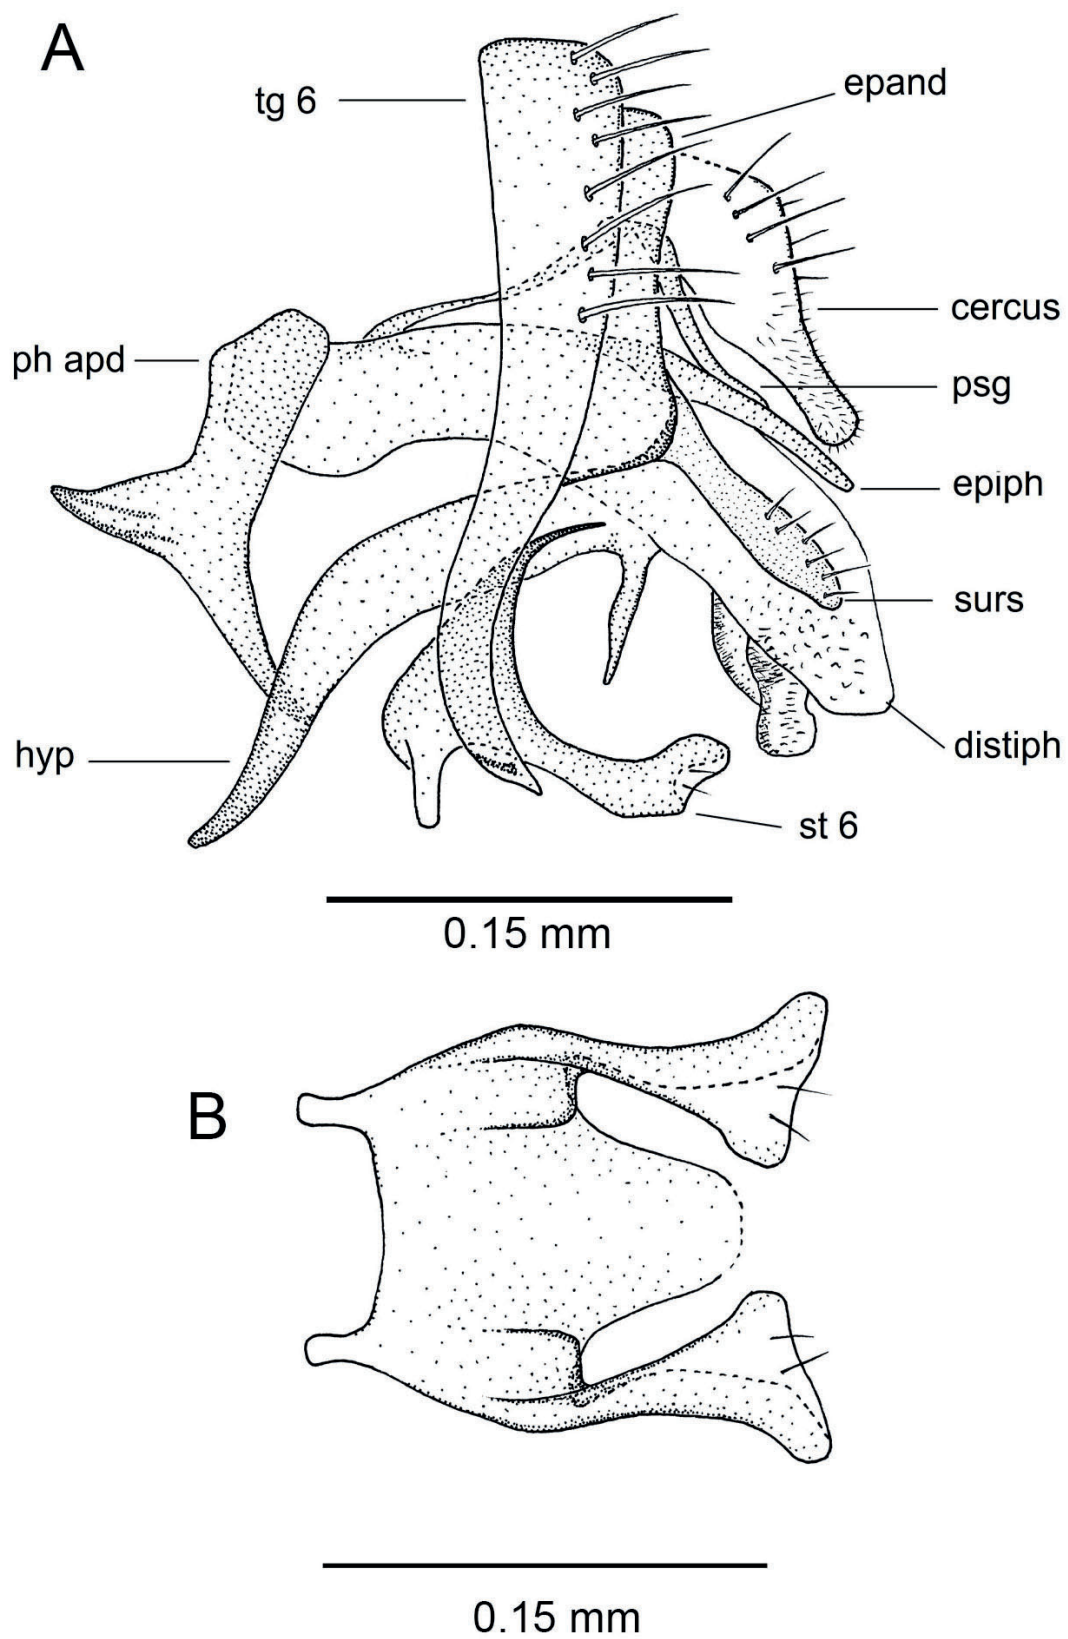 A
tg 6
epand
cercus
ph apd
psg
epiph
surs
distiph
hyp
st 6
0.15 mm
B
0.15 mm